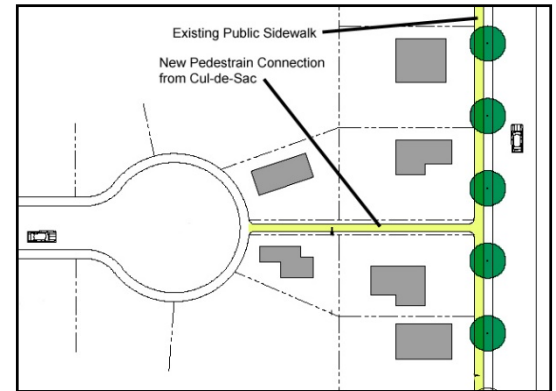 Existing Public Sidewalk
New Pedestrain Connection
from Cul-de-Sac